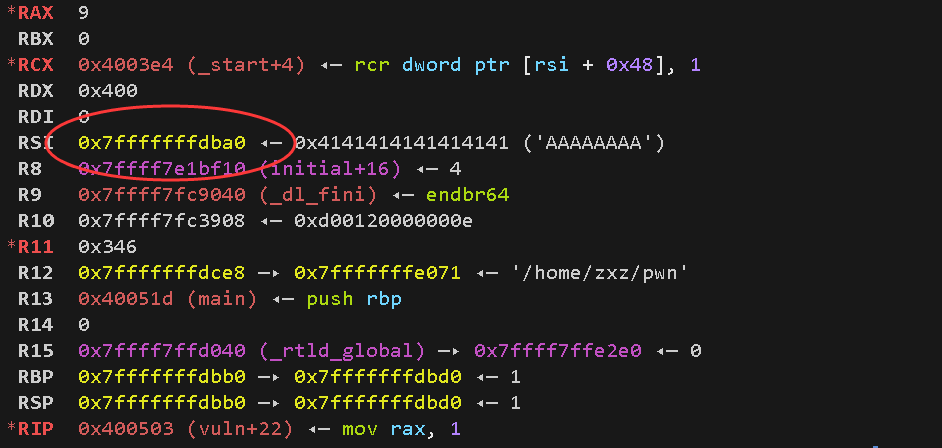 *RAX 9
RBX 0
*RCX 0x4003e4 (_start+4) ◂— rcr dword ptr [rsi + 0x48], 1
RDX 0x400
RDI 0
RSI 0x7fffffffdba0 ◂— 0x4141414141414141 ('AAAAAAAA')
R8 0x7ffff7e1bf10 (initial+16) ◂— 4
R9 0x7ffff7fc9040 (_dl_fini) ◂— endbr64
R10 0x7ffff7fc3908 ◂— 0xd00120000000e
*R11 0x346
R12 0x7fffffffdce8 —▸ 0x7fffffffe071 ◂— '/home/zxz/pwn'
R13 0x40051d (main) ◂— push rbp
R14 0
R15 0x7ffff7ffd040 (_rtld_global) —▸ 0x7ffff7ffe2e0 ◂— 0
RBP 0x7fffffffdbb0 —▸ 0x7fffffffdbd0 ◂— 1
RSP 0x7fffffffdbb0 —▸ 0x7fffffffdbd0 ◂— 1
*RIP 0x400503 (vuln+22) ◂— mov rax, 1